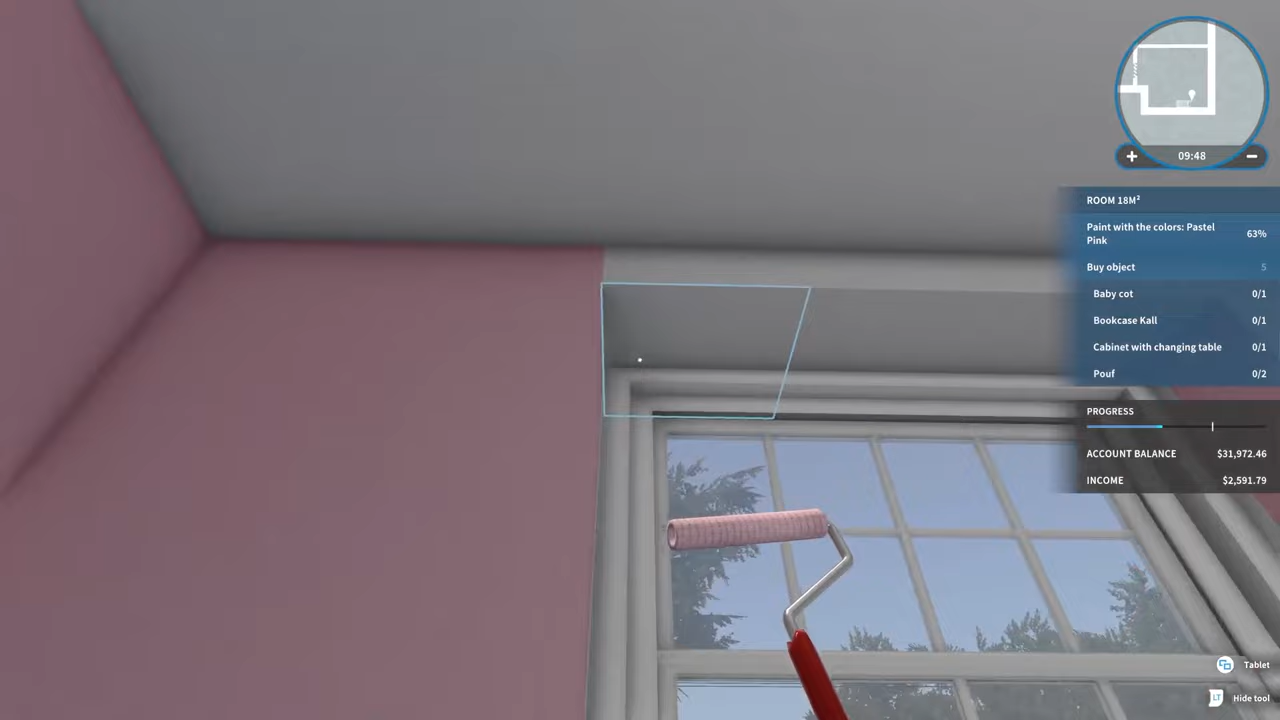 + 09:48 −
ROOM 18M²
Paint with the colors: Pastel
Pink 63%
Buy object 5
Baby cot 0/1
Bookcase Kall 0/1
Cabinet with changing table 0/1
Pouf 0/2
PROGRESS
ACCOUNT BALANCE $31,972.46
INCOME $2,591.79
Tablet
LT Hide tool